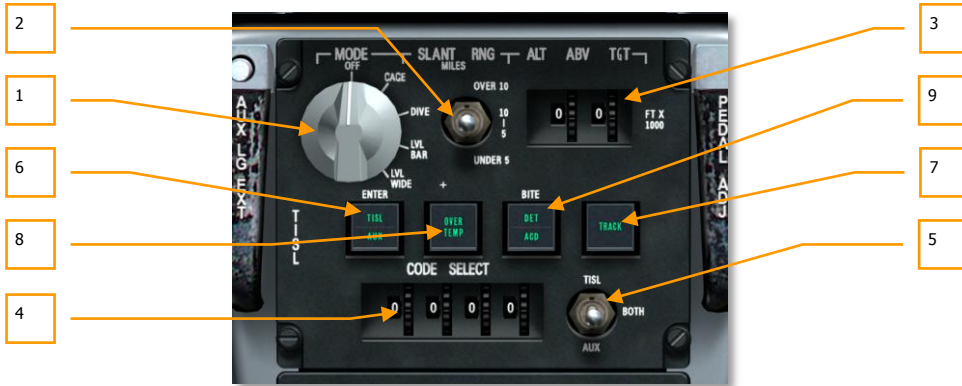 2
3
1
9
6
7
8
5
4
MODE
SLANT RNG
ALT ABV TGT
OFF
MILES
CAGE
OVER 10
DIVE
10
5
0 0
FT X
1000
LVL
BAR
UNDER 5
LVL
WIDE
AUX LG EXT
PEDAL ADJ
TISL
ENTER
BITE
TISL
AUX
OVER
TEMP
DET
ACD
TRACK
CODE SELECT
0 0 0 0
TISL
BOTH
AUX